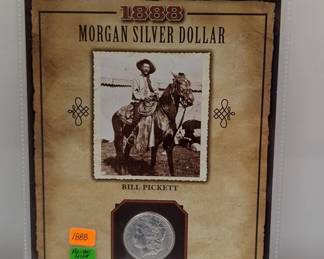 1888
MORGAN SILVER DOLLAR
BILL PICKETT
1888